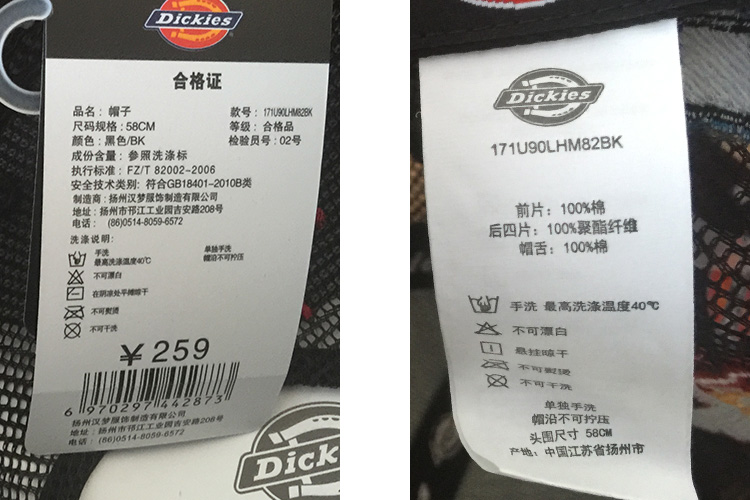 Dickies
合格证
品名：帽子
款号：171U90LHM82BK
尺码规格：58CM
等级：合格品
颜色：黑色/BK
检验员号：02号
成份含量：参照洗涤标
执行标准：FZ/T 82002-2006
安全技术类别：符合GB18401-2010B类
制造商：扬州汉梦服饰制造有限公司
地址：扬州市邗江工业园吉安路208号
电话：(86)0514-8059-6572
洗涤说明：
手洗
最高洗涤温度40℃
单独手洗
帽沿不可拧压
不可漂白
在阴凉处平摊晾干
不可熨烫
不可干洗
￥259
6 970297 442873
扬州汉梦服饰制造有限公司
地址：扬州市邗江工业园吉安路208号
电话：(86)0514-8059-6572
Dickies
Dickies
171U90LHM82BK
前片：100%棉
后四片：100%聚酯纤维
帽舌：100%棉
手洗 最高洗涤温度40℃
不可漂白
悬挂晾干
不可熨烫
不可干洗
单独手洗
帽沿不可拧压
头围尺寸 58CM
产地：中国江苏省扬州市